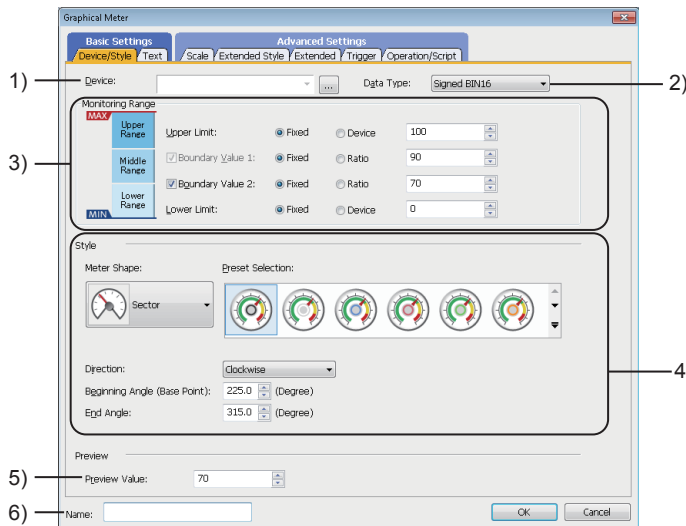 Graphical Meter
Basic Settings Advanced Settings
Device/Style Text Scale Extended Style Extended Trigger Operation/Script
1) Device: ... Data Type: Signed BIN16 2)
Monitoring Range
MAX
3)
Upper Range
Middle Range
Lower Range
MIN
Upper Limit: Fixed Device 100
Boundary Value 1: Fixed Ratio 90
Boundary Value 2: Fixed Ratio 70
Lower Limit: Fixed Device 0
Style
4
Meter Shape: Preset Selection:
Sector
Direction: Clockwise
Beginning Angle (Base Point): 225.0 (Degree)
End Angle: 315.0 (Degree)
Preview
5) Preview Value: 70
6) Name: OK Cancel